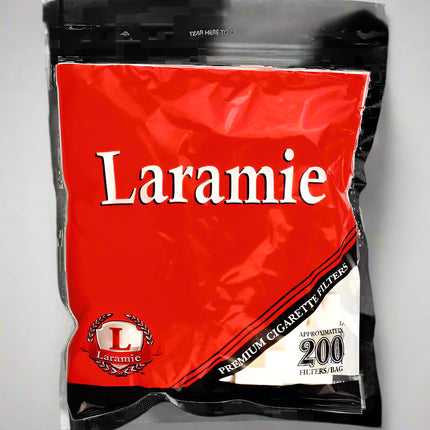 TEAR HERE TO
Laramie
PREMIUM CIGARETTE FILTERS
APPROXIMATELY
200
FILTERS/BAG
L
Laramie